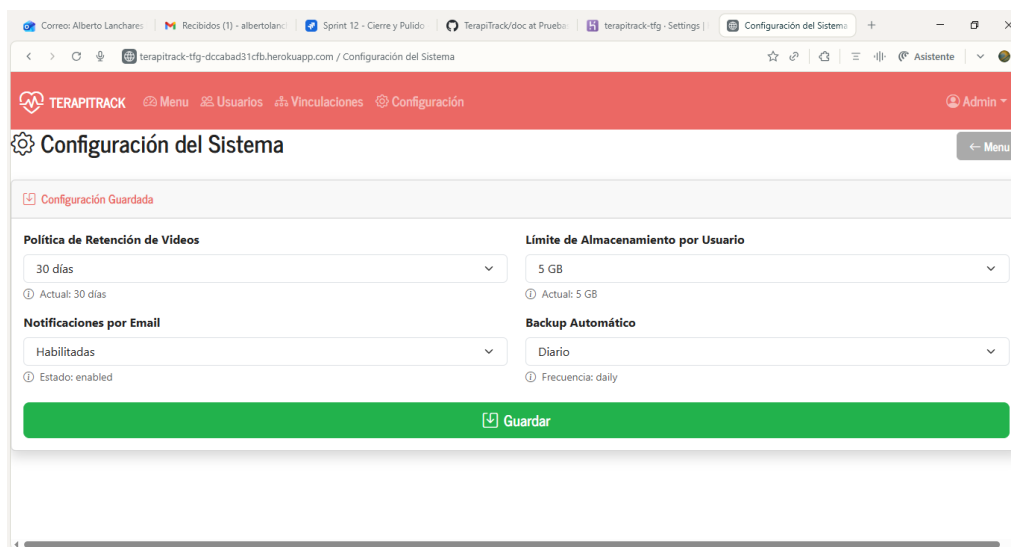 Correo: Alberto Lanchares
Recibidos (1) - albertolanc
Sprint 12 - Cierre y Pulido
TerapiTrack/doc at Prueba
terapitrack-tfg · Settings |
Configuración del Sistema
terapitrack-tfg-dccabad31cfb.herokuapp.com / Configuración del Sistema
Asistente
TERAPITRACK Menu Usuarios Vinculaciones Configuración Admin
Configuración del Sistema
← Menu
Configuración Guardada
Política de Retención de Videos
30 días
Actual: 30 días
Límite de Almacenamiento por Usuario
5 GB
Actual: 5 GB
Notificaciones por Email
Habilitadas
Estado: enabled
Backup Automático
Diario
Frecuencia: daily
Guardar